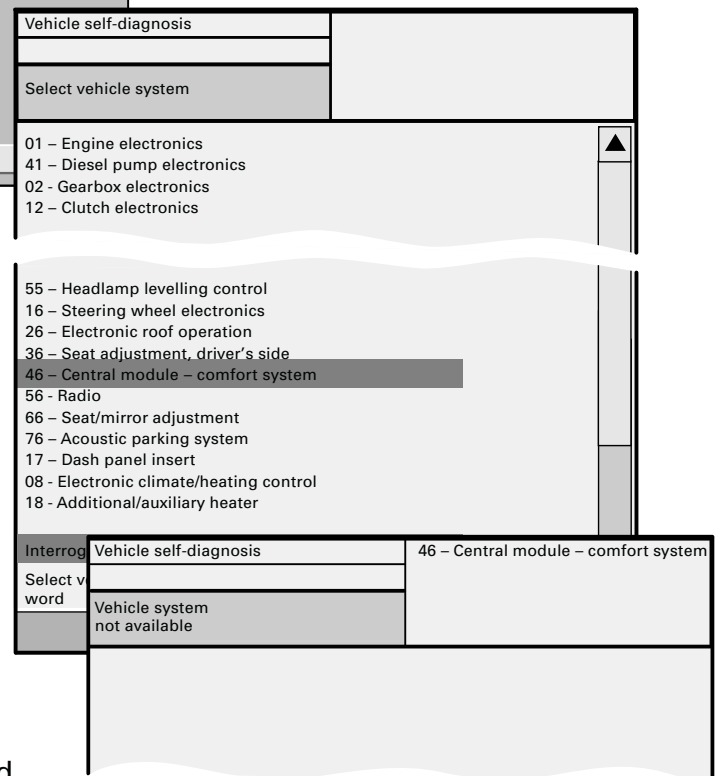 Vehicle self-diagnosis
Select vehicle system
01 – Engine electronics
41 – Diesel pump electronics
02 - Gearbox electronics
12 – Clutch electronics
55 – Headlamp levelling control
16 – Steering wheel electronics
26 – Electronic roof operation
36 – Seat adjustment, driver’s side
46 – Central module – comfort system
56 - Radio
66 – Seat/mirror adjustment
76 – Acoustic parking system
17 – Dash panel insert
08 - Electronic climate/heating control
18 - Additional/auxiliary heater
Interrog
Select v
word
Vehicle self-diagnosis
46 – Central module – comfort system
Vehicle system
not available
d